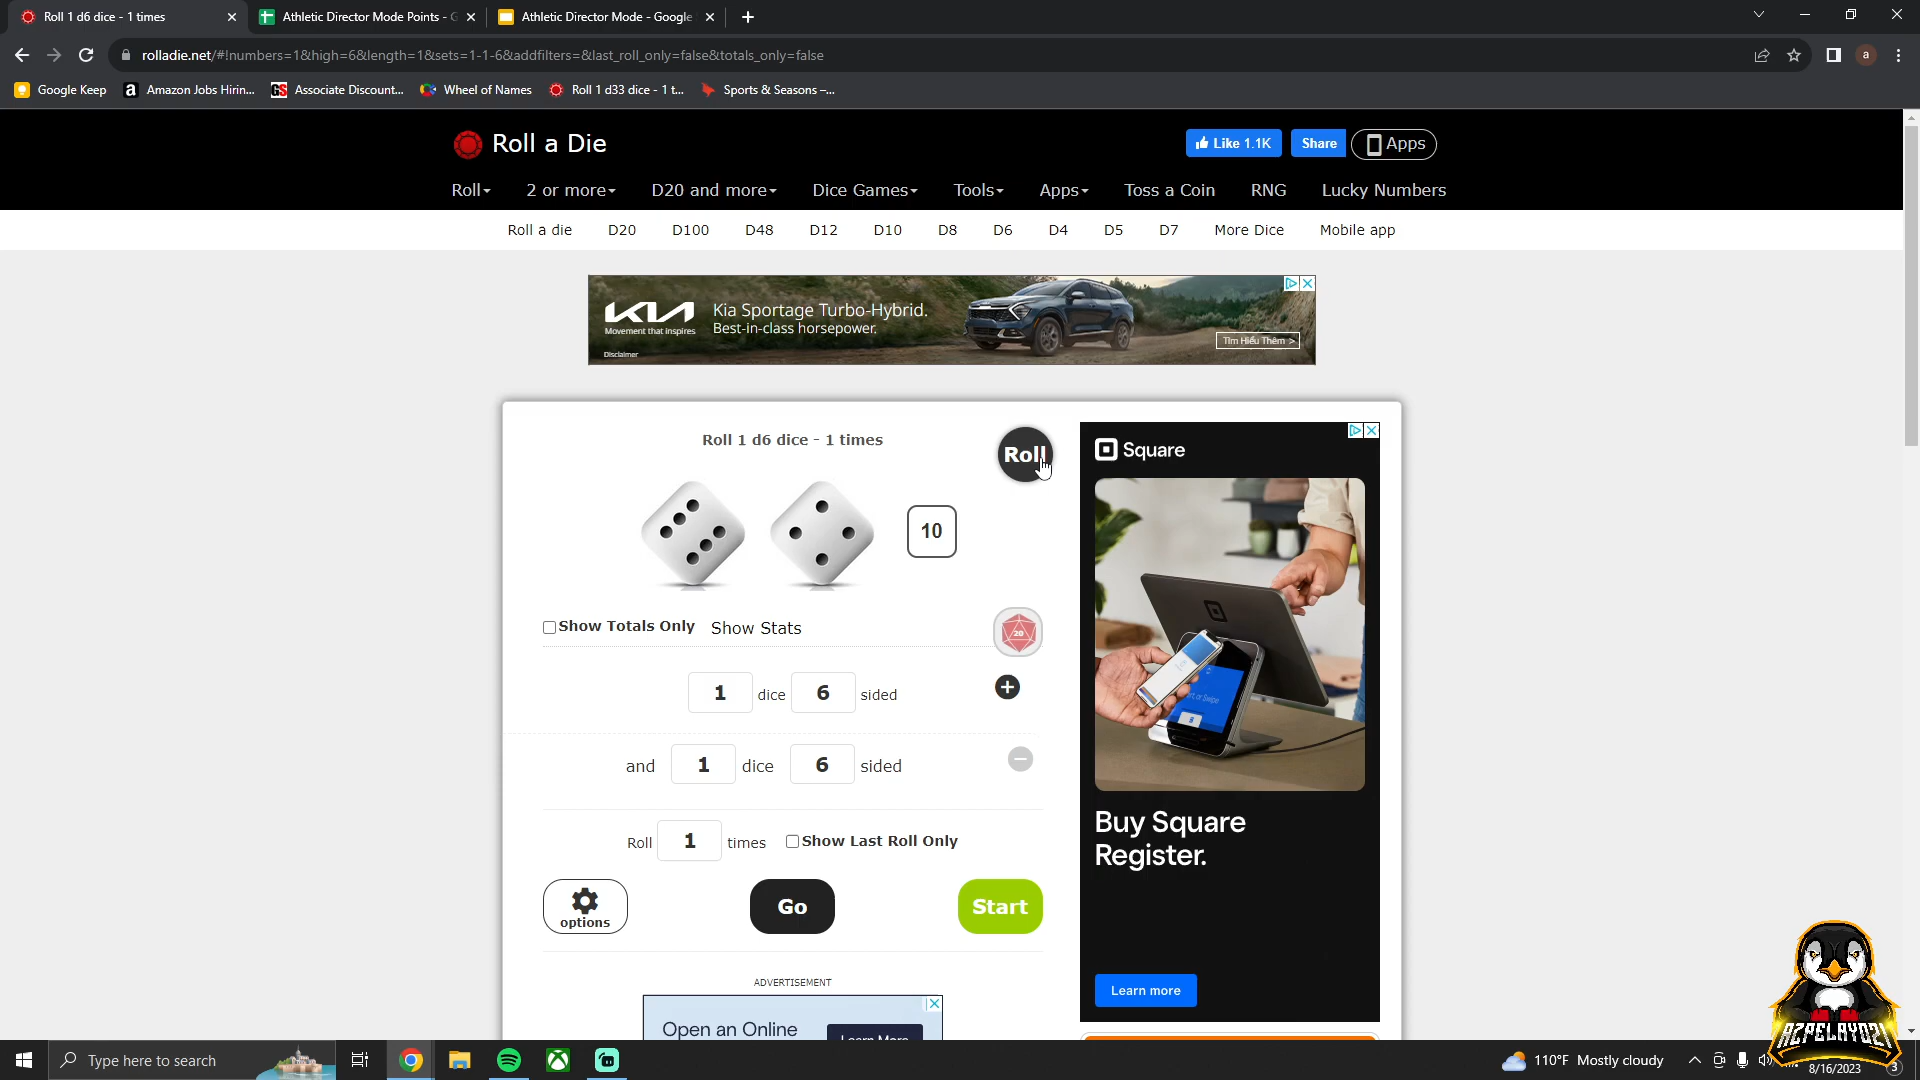 Roll 1 d6 dice - 1 times
Athletic Director Mode Points - G
Athletic Director Mode - Google
rolladie.net/#!numbers=1&high=6&length=1&sets=1-1-6&addfilters=&last_roll_only=false&totals_only=false
a
Google Keep
Amazon Jobs Hirin...
Associate Discount...
Wheel of Names
Roll 1 d33 dice - 1 t...
Sports & Seasons –...
Roll a Die
Like 1.1K
Share
Apps
Roll
2 or more
D20 and more
Dice Games
Tools
Apps
Toss a Coin
RNG
Lucky Numbers
Roll a die
D20
D100
D48
D12
D10
D8
D6
D4
D5
D7
More Dice
Mobile app
KIA
Movement that inspires
Kia Sportage Turbo-Hybrid.
Best-in-class horsepower.
Disclaimer
Tìm Hiểu Thêm >
Roll 1 d6 dice - 1 times
Roll
10
Show Totals Only
Show Stats
20
1 dice 6 sided
and 1 dice 6 sided
Roll 1 times
Show Last Roll Only
options
Go
Start
ADVERTISEMENT
Open an Online
Square
Buy Square
Register.
Learn more
AZPELAYO21
Type here to search
110°F Mostly cloudy
8/16/2023
3